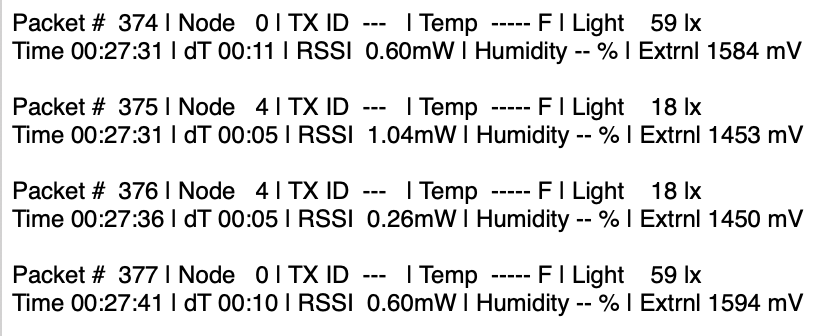 Packet #  374 | Node   0 | TX ID  ---   | Temp  ----- F | Light    59 lx
Time 00:27:31 | dT 00:11 | RSSI  0.60mW | Humidity -- % | Extrnl 1584 mV
Packet #  375 | Node   4 | TX ID  ---   | Temp  ----- F | Light    18 lx
Time 00:27:31 | dT 00:05 | RSSI  1.04mW | Humidity -- % | Extrnl 1453 mV
Packet #  376 | Node   4 | TX ID  ---   | Temp  ----- F | Light    18 lx
Time 00:27:36 | dT 00:05 | RSSI  0.26mW | Humidity -- % | Extrnl 1450 mV
Packet #  377 | Node   0 | TX ID  ---   | Temp  ----- F | Light    59 lx
Time 00:27:41 | dT 00:10 | RSSI  0.60mW | Humidity -- % | Extrnl 1594 mV